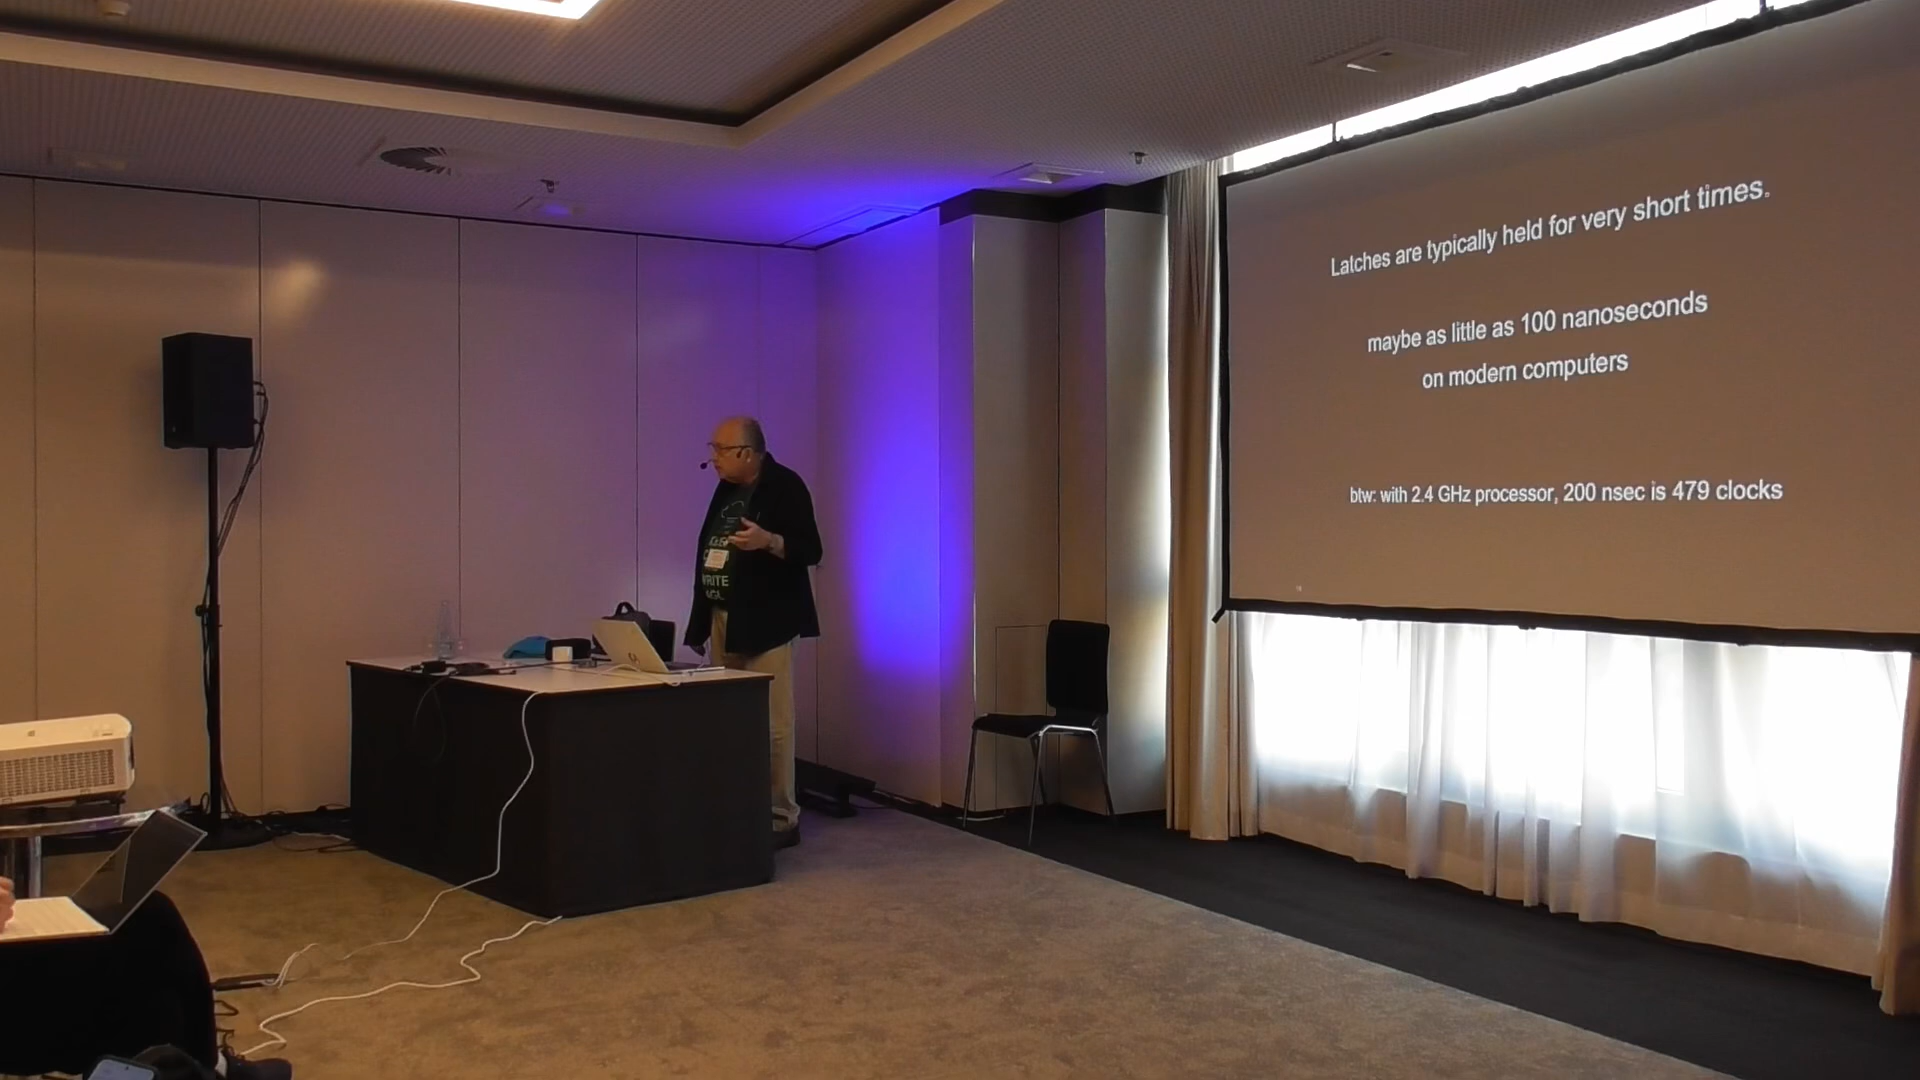 Latches are typically held for very short times.
maybe as little as 100 nanoseconds
on modern computers
btw: with 2.4 GHz processor, 200 nsec is 479 clocks
WRITE